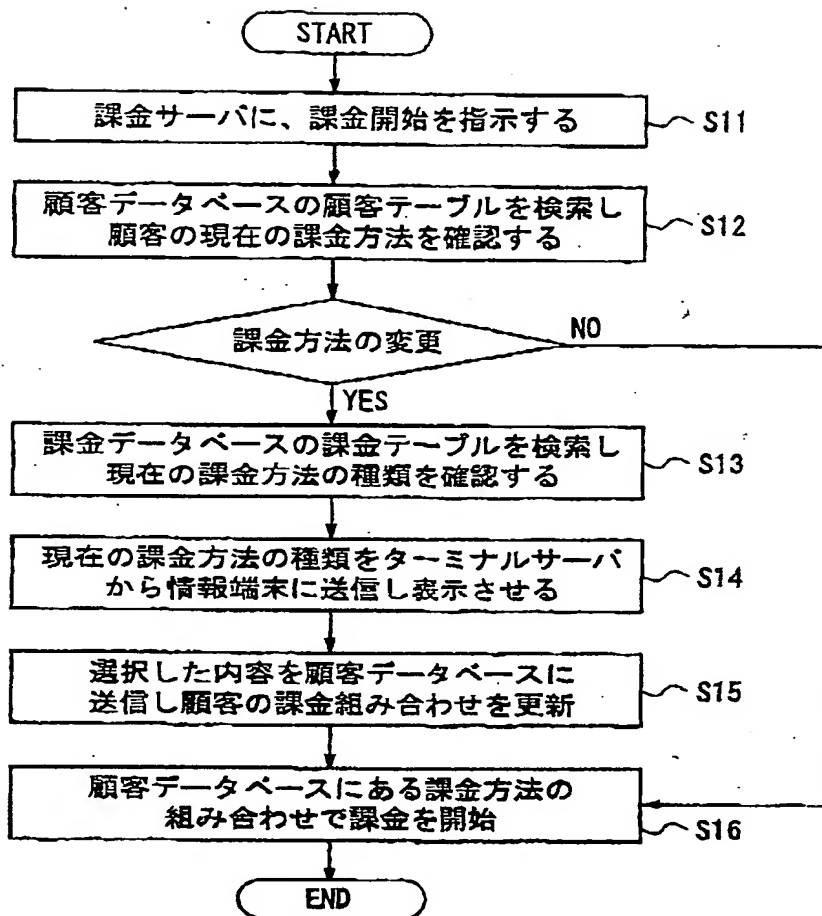 START
課金サーバに、課金開始を指示する
S11
顧客データベースの顧客テーブルを検索し
顧客の現在の課金方法を確認する
S12
課金方法の変更
NO
YES
課金データベースの課金テーブルを検索し
現在の課金方法の種類を確認する
S13
現在の課金方法の種類をターミナルサーバ
から情報端末に送信し表示させる
S14
選択した内容を顧客データベースに
送信し顧客の課金組み合わせを更新
S15
顧客データベースにある課金方法の
組み合わせで課金を開始
S16
END